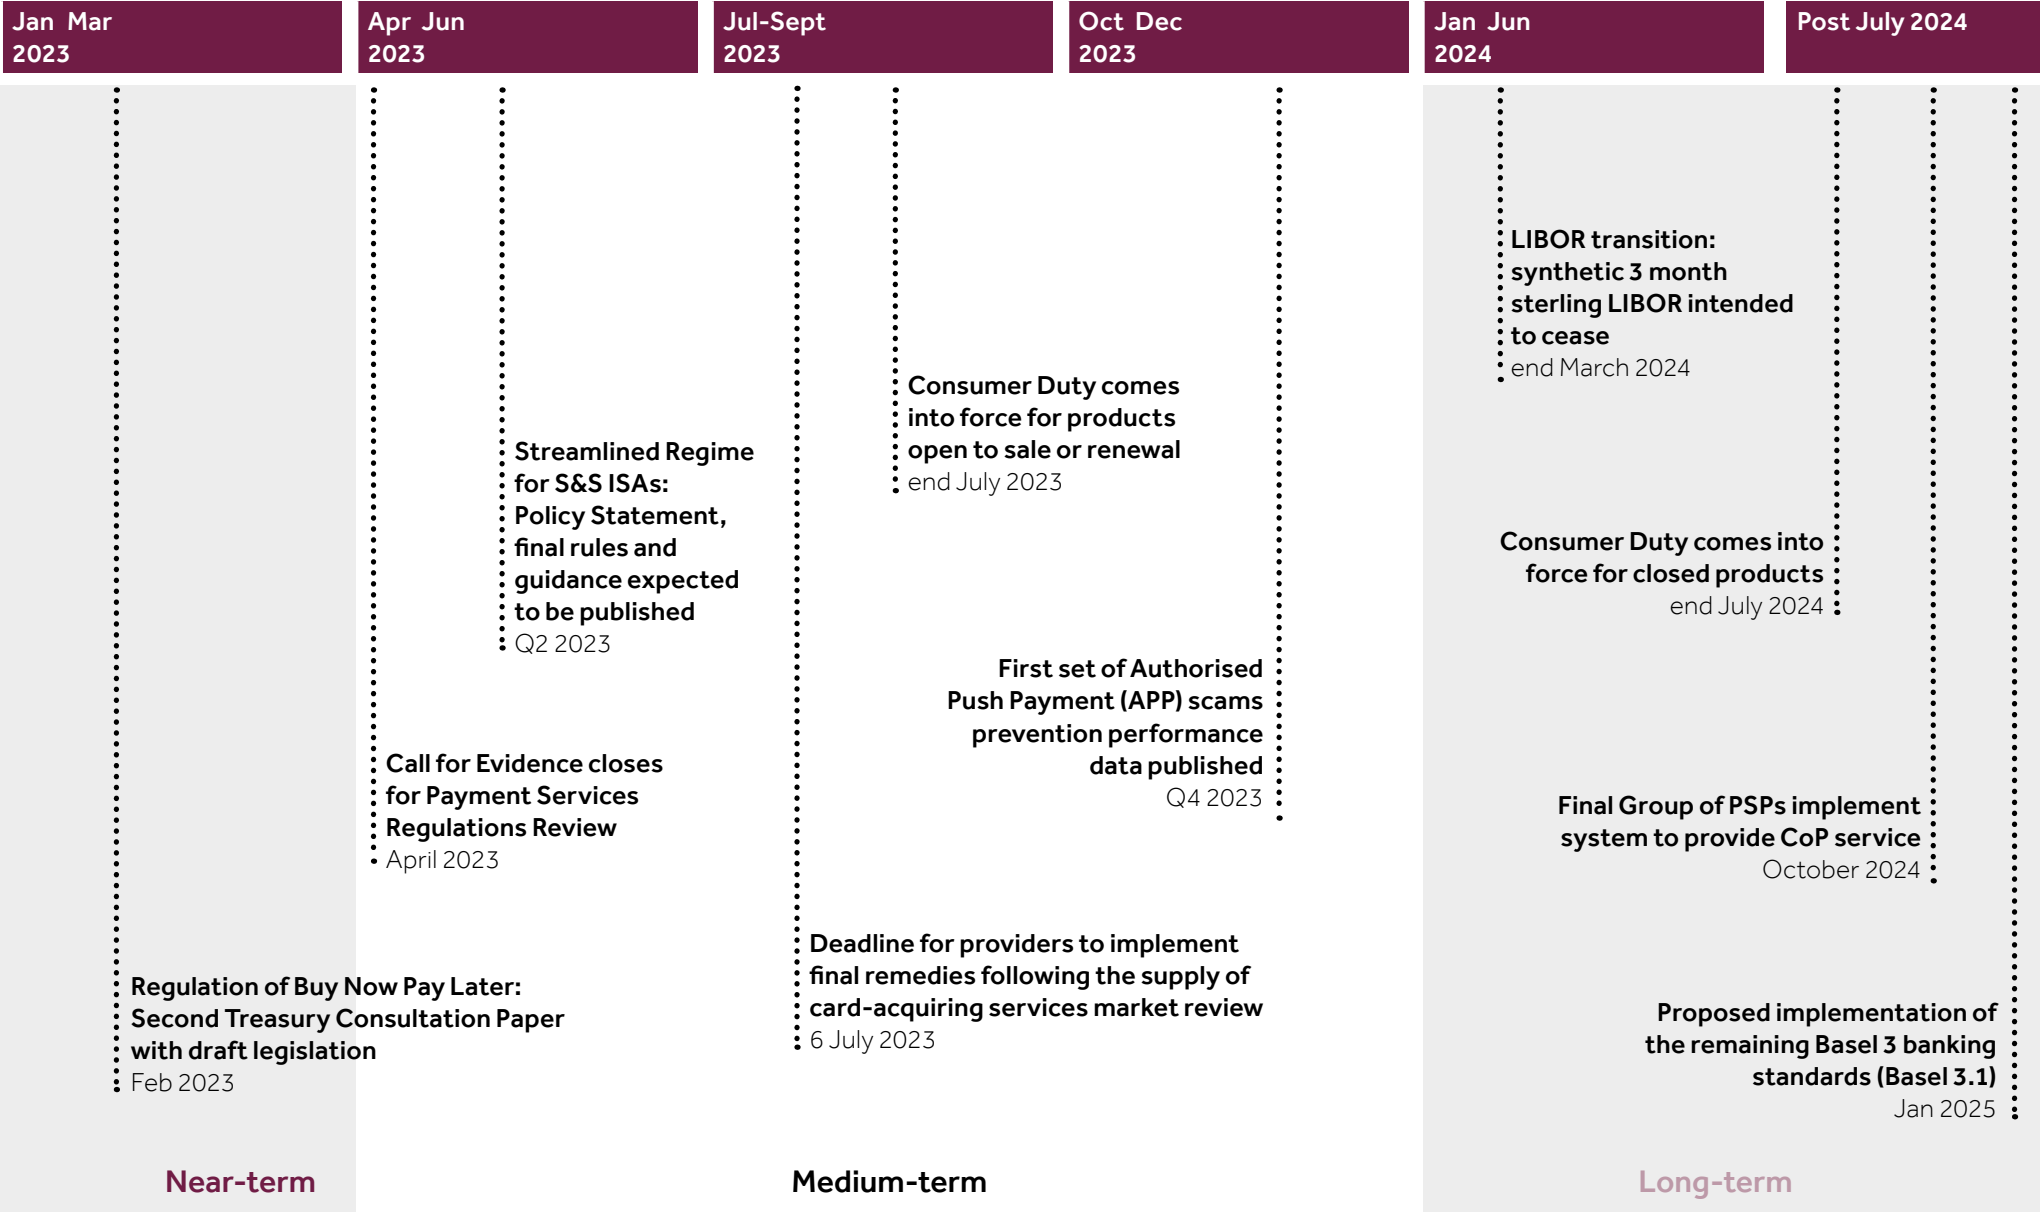 Jan Mar
2023
Apr Jun
2023
Jul-Sept
2023
Oct Dec
2023
Jan Jun
2024
Post July 2024
LIBOR transition:
synthetic 3 month
sterling LIBOR intended
to cease
end March 2024
Consumer Duty comes
into force for products
open to sale or renewal
end July 2023
Streamlined Regime
for S&S ISAs:
Policy Statement,
final rules and
guidance expected
to be published
Q2 2023
Consumer Duty comes into
force for closed products
end July 2024
First set of Authorised
Push Payment (APP) scams
prevention performance
data published
Q4 2023
Call for Evidence closes
for Payment Services
Regulations Review
April 2023
Final Group of PSPs implement
system to provide CoP service
October 2024
Deadline for providers to implement
final remedies following the supply of
card-acquiring services market review
6 July 2023
Regulation of Buy Now Pay Later:
Second Treasury Consultation Paper
with draft legislation
Feb 2023
Proposed implementation of
the remaining Basel 3 banking
standards (Basel 3.1)
Jan 2025
Near-term
Medium-term
Long-term